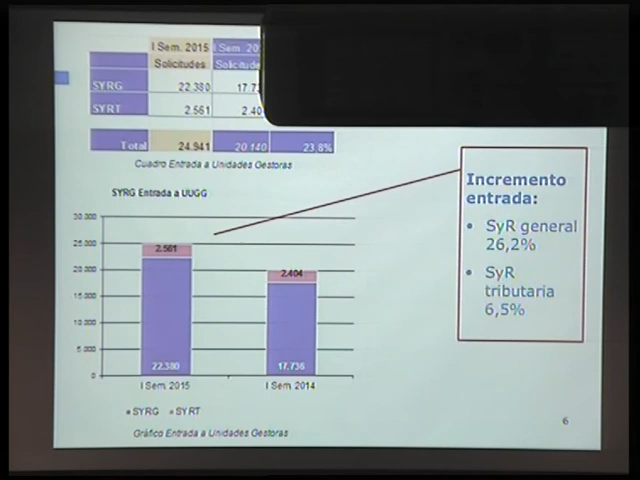 I Sem. 2015 I Sem. 20
Solicitudes Solicitude
SYRG 22.380 17.73
SYRT 2.561 2.40
Total 24.941 20.140 23,8%
Cuadro Entrada a Unidades Gestoras
SYRG Entrada a UUGG
30.000
25.000
20.000
15.000
10.000
5.000
0
2.561
22.380
2.404
17.736
I Sem. 2015 I Sem. 2014
SYRG SYRT
Gráfico Entrada a Unidades Gestoras
Incremento
entrada:
• SyR general
26,2%
• SyR
tributaria
6,5%
6